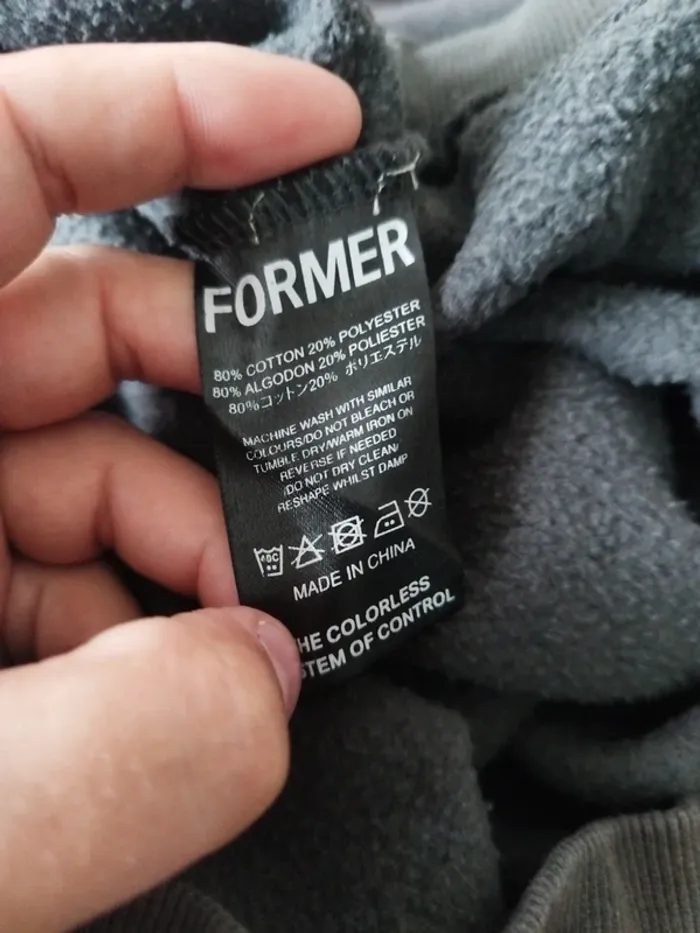 FORMER
80% COTTON 20% POLYESTER
80% ALGODON 20% POLIESTER
80%コットン20% ポリエステル
MACHINE WASH WITH SIMILAR
COLOURS/DO NOT BLEACH OR
TUMBLE DRY/WARM IRON ON
REVERSE IF NEEDED
/DO NOT DRY CLEAN/
RESHAPE WHILST DAMP
MADE IN CHINA
HE COLORLESS
STEM OF CONTROL